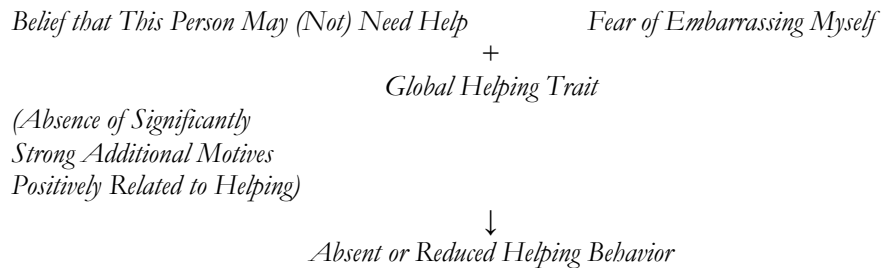 Belief that This Person May (Not) Need Help Fear of Embarrassing Myself
+
Global Helping Trait
(Absence of Significantly
Strong Additional Motives
Positively Related to Helping)
↓
Absent or Reduced Helping Behavior